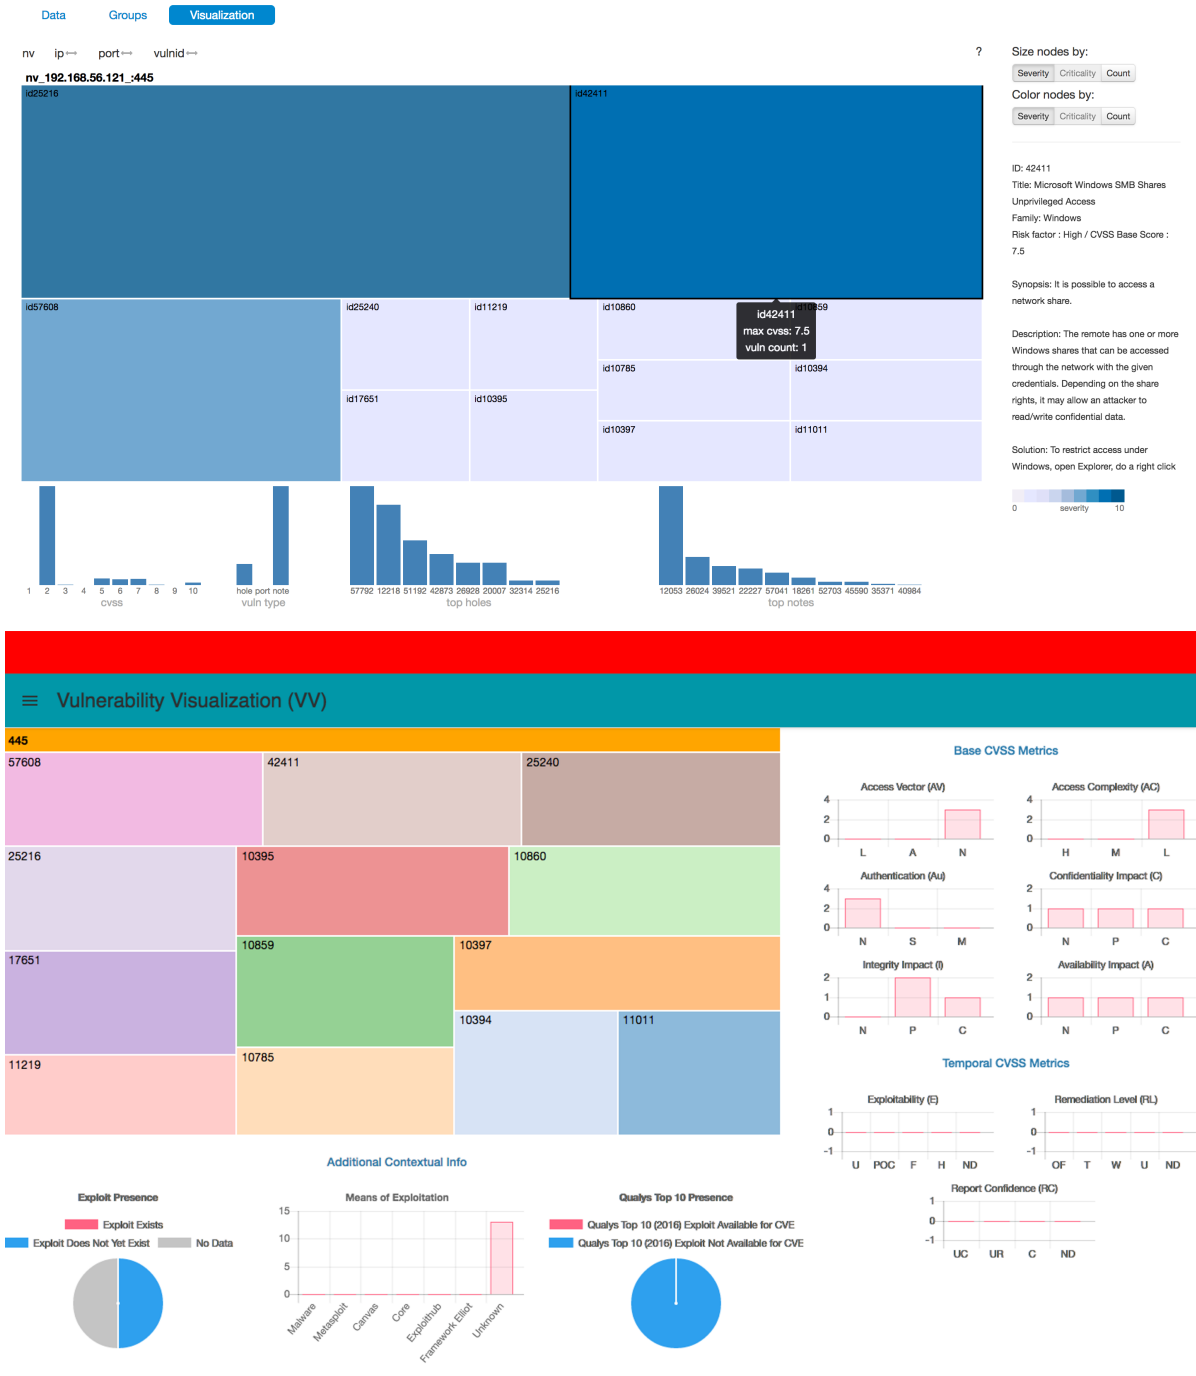 Data Groups Visualization
nv ip⇔ port⇔ vulnid⇔ ?
nv_192.168.56.121_:445
id25216 id42411
id57608 id25240 id11219 id10860 id10859
id42411
max cvss: 7.5
vuln count: 1
id10785 id10394
id17651 id10395
id10397 id11011
1 2 3 4 5 6 7 8 9 10
cvss
hole port note
vuln type
57792 12218 51192 42873 26928 20007 32314 25216
top holes
12053 26024 39521 22227 57041 18261 52703 45590 35371 40984
top notes
Size nodes by:
Severity Criticality Count
Color nodes by:
Severity Criticality Count
ID: 42411
Title: Microsoft Windows SMB Shares
Unprivileged Access
Family: Windows
Risk factor : High / CVSS Base Score :
7.5
Synopsis: It is possible to access a
network share.
Description: The remote has one or more
Windows shares that can be accessed
through the network with the given
credentials. Depending on the share
rights, it may allow an attacker to
read/write confidential data.
Solution: To restrict access under
Windows, open Explorer, do a right click
0 severity 10
Vulnerability Visualization (VV)
445
57608 42411 25240
25216 10395 10860
17651 10859 10397
10394 11011
11219 10785
Base CVSS Metrics
Access Vector (AV)
4
2
0
L A N
Access Complexity (AC)
4
2
0
H M L
Authentication (Au)
4
2
0
N S M
Confidentiality Impact (C)
2
1
0
N P C
Integrity Impact (I)
2
1
0
N P C
Availability Impact (A)
2
1
0
N P C
Temporal CVSS Metrics
Exploitability (E)
1
0
-1
U POC F H ND
Remediation Level (RL)
1
0
-1
OF T W U ND
Report Confidence (RC)
1
0
-1
UC UR C ND
Additional Contextual Info
Exploit Presence
Exploit Exists
Exploit Does Not Yet Exist No Data
Means of Exploitation
15
10
5
0
Malware Metasploit Canvas Core Exploithub Framework Elliot Unknown
Qualys Top 10 Presence
Qualys Top 10 (2016) Exploit Available for CVE
Qualys Top 10 (2016) Exploit Not Available for CVE